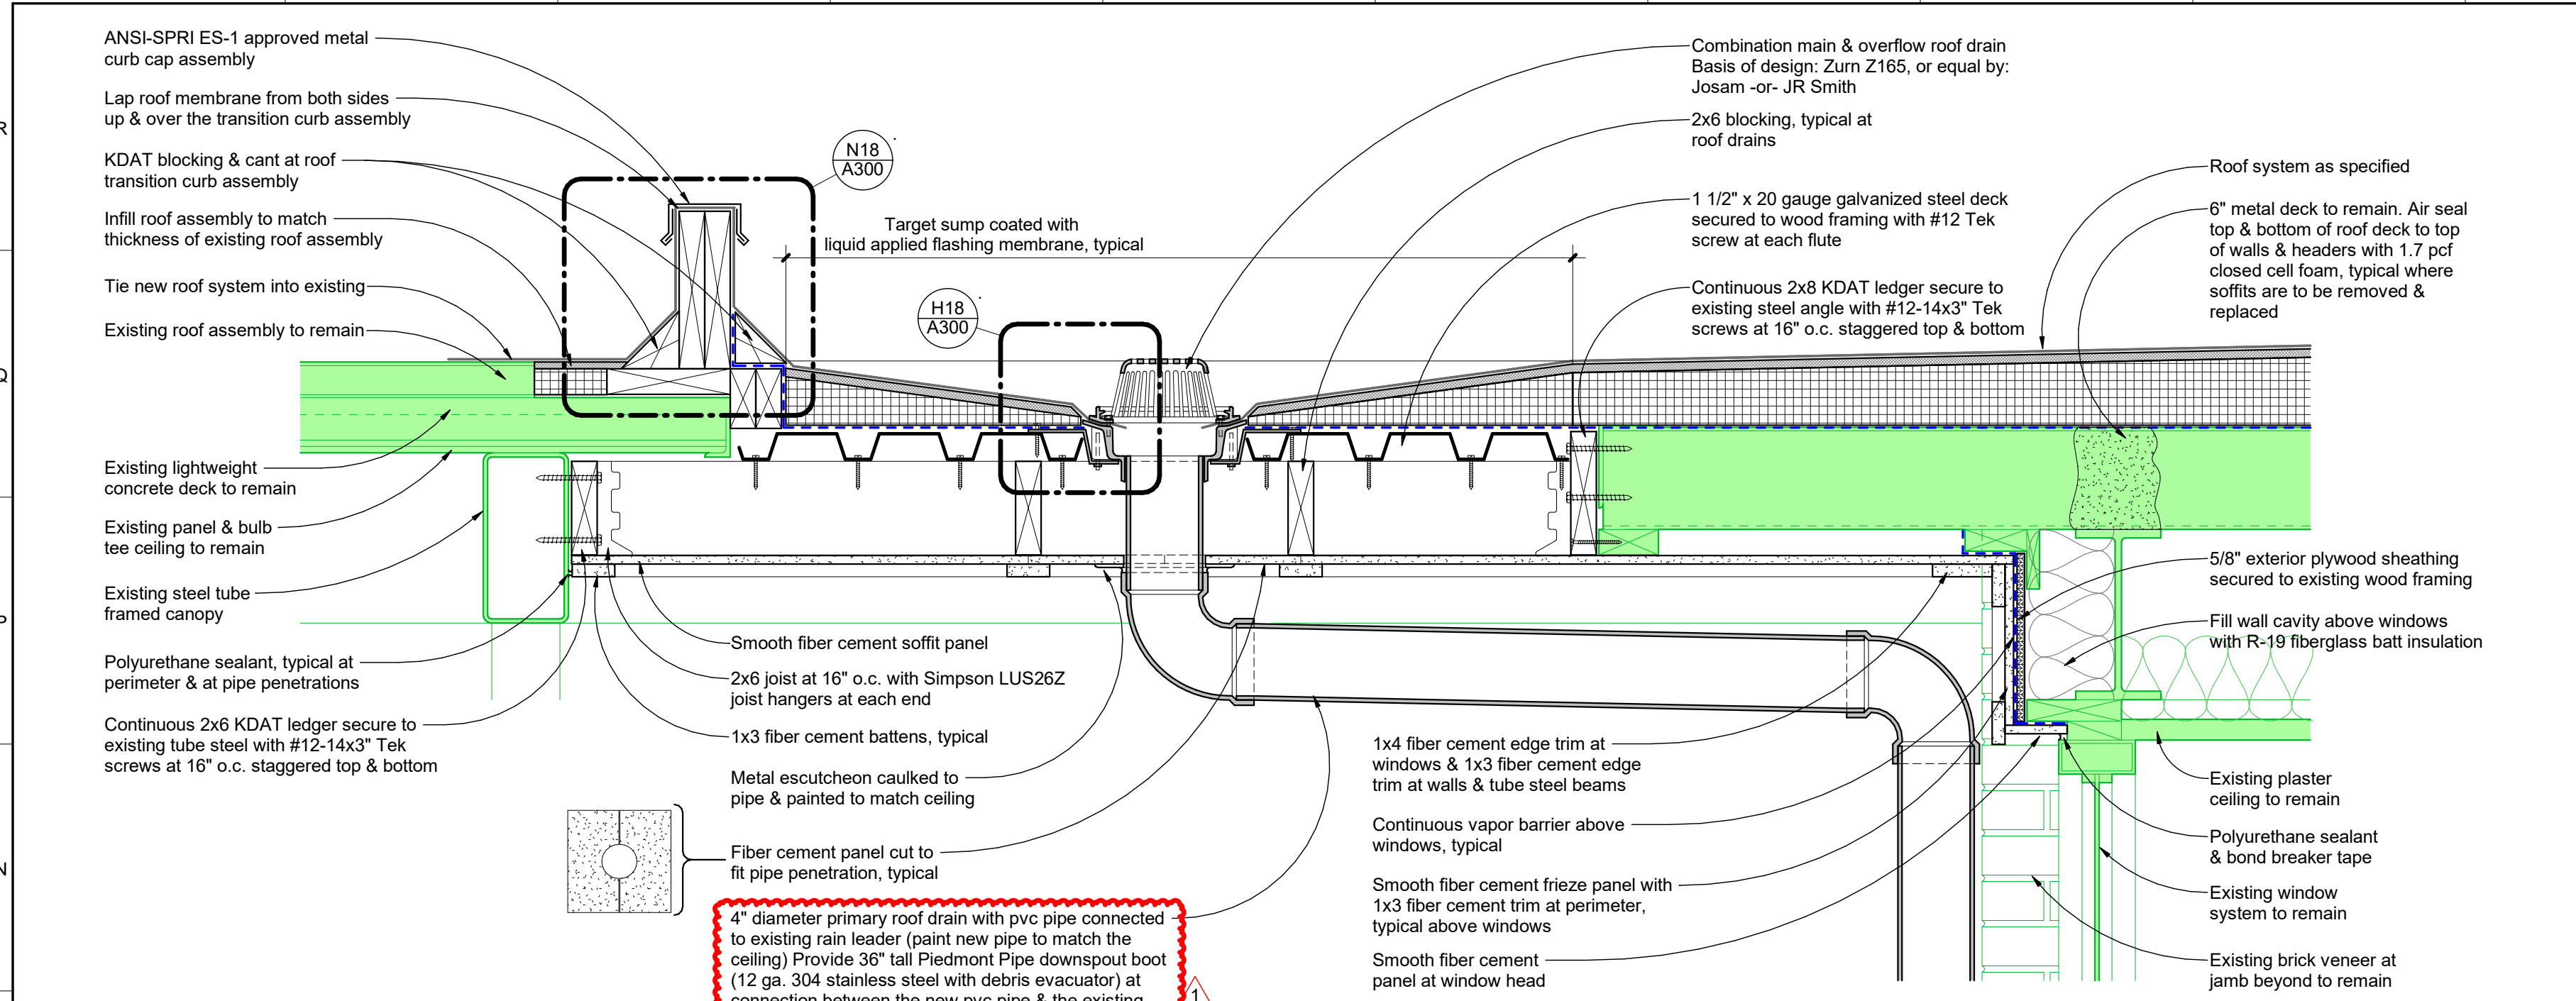 ANSI-SPRI ES-1 approved metal
curb cap assembly
Lap roof membrane from both sides
up & over the transition curb assembly
KDAT blocking & cant at roof
transition curb assembly
Infill roof assembly to match
thickness of existing roof assembly
Tie new roof system into existing
Existing roof assembly to remain
Existing lightweight
concrete deck to remain
Existing panel & bulb
tee ceiling to remain
Existing steel tube
framed canopy
Polyurethane sealant, typical at
perimeter & at pipe penetrations
Continuous 2x6 KDAT ledger secure to
existing tube steel with #12-14x3" Tek
screws at 16" o.c. staggered top & bottom
N18
A300
Target sump coated with
liquid applied flashing membrane, typical
H18
A300
Smooth fiber cement soffit panel
2x6 joist at 16" o.c. with Simpson LUS26Z
joist hangers at each end
1x3 fiber cement battens, typical
Metal escutcheon caulked to
pipe & painted to match ceiling
Fiber cement panel cut to
fit pipe penetration, typical
4" diameter primary roof drain with pvc pipe connected
to existing rain leader (paint new pipe to match the
ceiling) Provide 36" tall Piedmont Pipe downspout boot
(12 ga. 304 stainless steel with debris evacuator) at
connection between the new pvc pipe & the existing
1
Combination main & overflow roof drain
Basis of design: Zurn Z165, or equal by:
Josam -or- JR Smith
2x6 blocking, typical at
roof drains
1 1/2" x 20 gauge galvanized steel deck
secured to wood framing with #12 Tek
screw at each flute
Continuous 2x8 KDAT ledger secure to
existing steel angle with #12-14x3" Tek
screws at 16" o.c. staggered top & bottom
1x4 fiber cement edge trim at
windows & 1x3 fiber cement edge
trim at walls & tube steel beams
Continuous vapor barrier above
windows, typical
Smooth fiber cement frieze panel with
1x3 fiber cement trim at perimeter,
typical above windows
Smooth fiber cement
panel at window head
Roof system as specified
6" metal deck to remain. Air seal
top & bottom of roof deck to top
of walls & headers with 1.7 pcf
closed cell foam, typical where
soffits are to be removed &
replaced
5/8" exterior plywood sheathing
secured to existing wood framing
Fill wall cavity above windows
with R-19 fiberglass batt insulation
Existing plaster
ceiling to remain
Polyurethane sealant
& bond breaker tape
Existing window
system to remain
Existing brick veneer at
jamb beyond to remain
R
Q
P
N